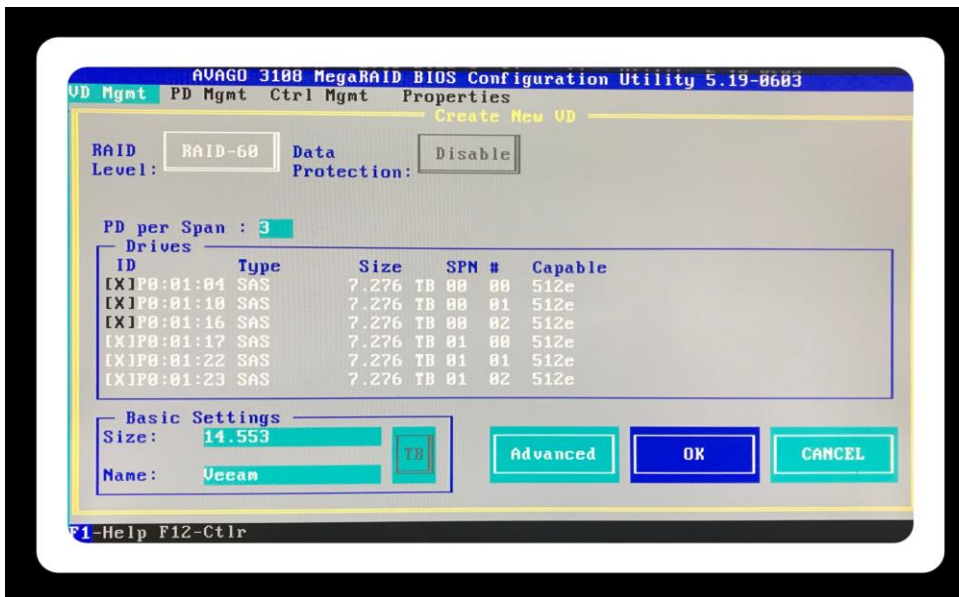 AVAGO 3108 MegaRAID BIOS Configuration Utility 5.19-0603
VD Mgmt PD Mgmt Ctrl Mgmt Properties
Create New VD
RAID Level: RAID-60 Data Protection: Disable
PD per Span : 3
Drives
ID Type Size SPN # Capable
[X]P0:01:04 SAS 7.276 TB 00 00 512e
[X]P0:01:10 SAS 7.276 TB 00 01 512e
[X]P0:01:16 SAS 7.276 TB 00 02 512e
[X]P0:01:17 SAS 7.276 TB 01 00 512e
[X]P0:01:22 SAS 7.276 TB 01 01 512e
[X]P0:01:23 SAS 7.276 TB 01 02 512e
Basic Settings
Size: 14.553 TB
Name: Veeam
Advanced OK CANCEL
F1-Help F12-Ctlr